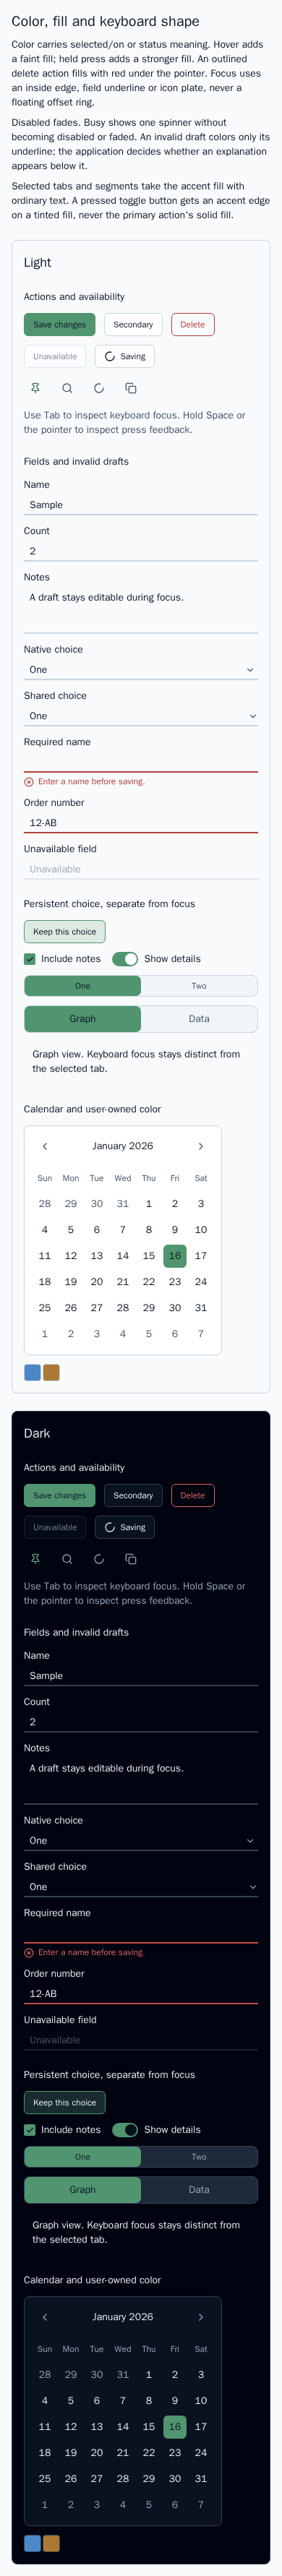 Color, fill and keyboard shape
Color carries selected/on or status meaning. Hover adds
a faint fill; held press adds a stronger fill. An outlined
delete action fills with red under the pointer. Focus uses
an inside edge, field underline or icon plate, never a
floating offset ring.
Disabled fades. Busy shows one spinner without
becoming disabled or faded. An invalid draft colors only its
underline; the application decides whether an explanation
appears below it.
Selected tabs and segments take the accent fill with
ordinary text. A pressed toggle button gets an accent edge
on a tinted fill, never the primary action's solid fill.
Light
Actions and availability
Save changes Secondary Delete
Unavailable Saving
Use Tab to inspect keyboard focus. Hold Space or
the pointer to inspect press feedback.
Fields and invalid drafts
Name
Sample
Count
2
Notes
A draft stays editable during focus.
Native choice
One
Shared choice
One
Required name
Enter a name before saving.
Order number
12-AB
Unavailable field
Unavailable
Persistent choice, separate from focus
Keep this choice
Include notes Show details
One Two
Graph Data
Graph view. Keyboard focus stays distinct from
the selected tab.
Calendar and user-owned color
January 2026
Sun Mon Tue Wed Thu Fri Sat
28 29 30 31 1 2 3
4 5 6 7 8 9 10
11 12 13 14 15 16 17
18 19 20 21 22 23 24
25 26 27 28 29 30 31
1 2 3 4 5 6 7
Dark
Actions and availability
Save changes Secondary Delete
Unavailable Saving
Use Tab to inspect keyboard focus. Hold Space or
the pointer to inspect press feedback.
Fields and invalid drafts
Name
Sample
Count
2
Notes
A draft stays editable during focus.
Native choice
One
Shared choice
One
Required name
Enter a name before saving.
Order number
12-AB
Unavailable field
Unavailable
Persistent choice, separate from focus
Keep this choice
Include notes Show details
One Two
Graph Data
Graph view. Keyboard focus stays distinct from
the selected tab.
Calendar and user-owned color
January 2026
Sun Mon Tue Wed Thu Fri Sat
28 29 30 31 1 2 3
4 5 6 7 8 9 10
11 12 13 14 15 16 17
18 19 20 21 22 23 24
25 26 27 28 29 30 31
1 2 3 4 5 6 7